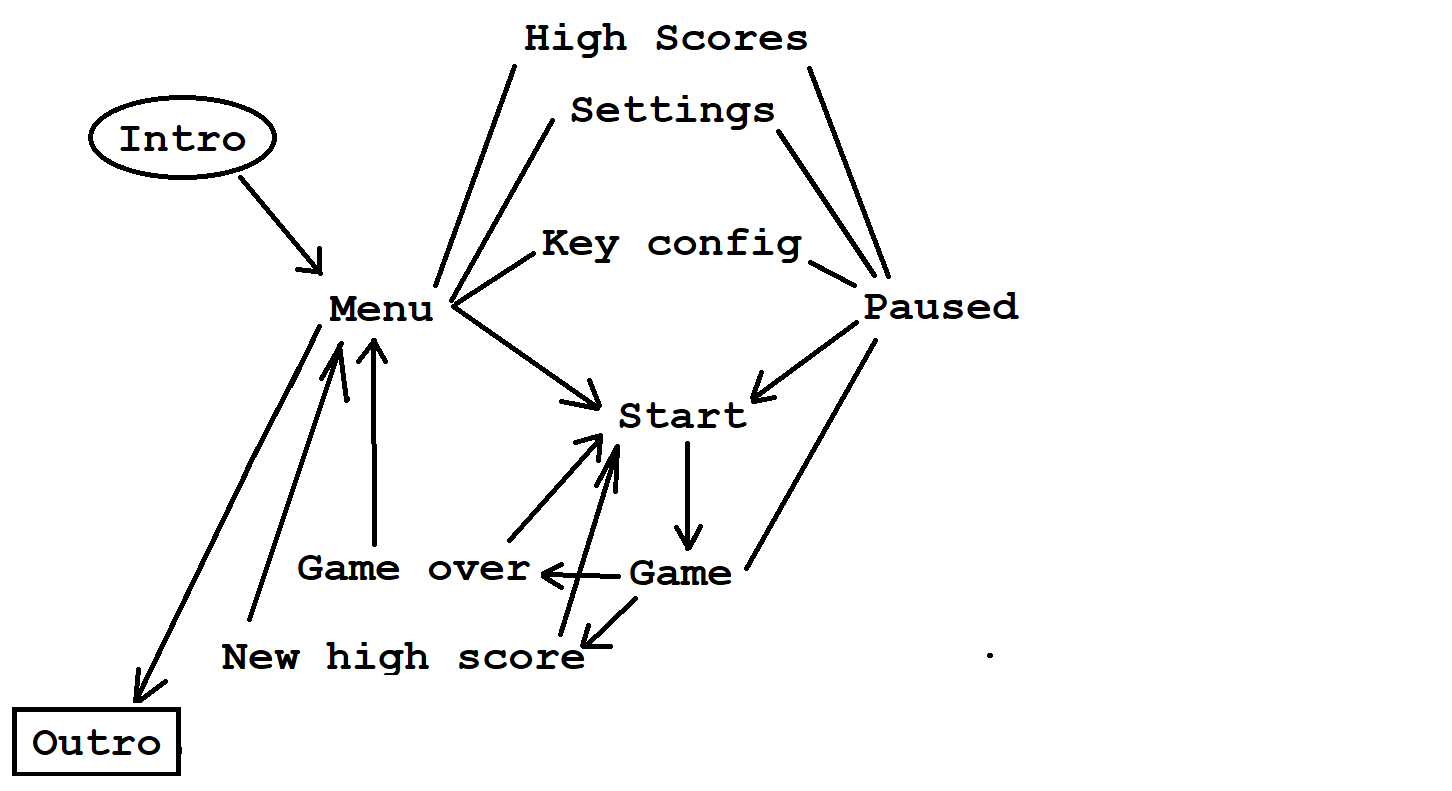 High Scores
Settings
Intro
Key config
Menu
Paused
Start
Game over
Game
New high score
Outro